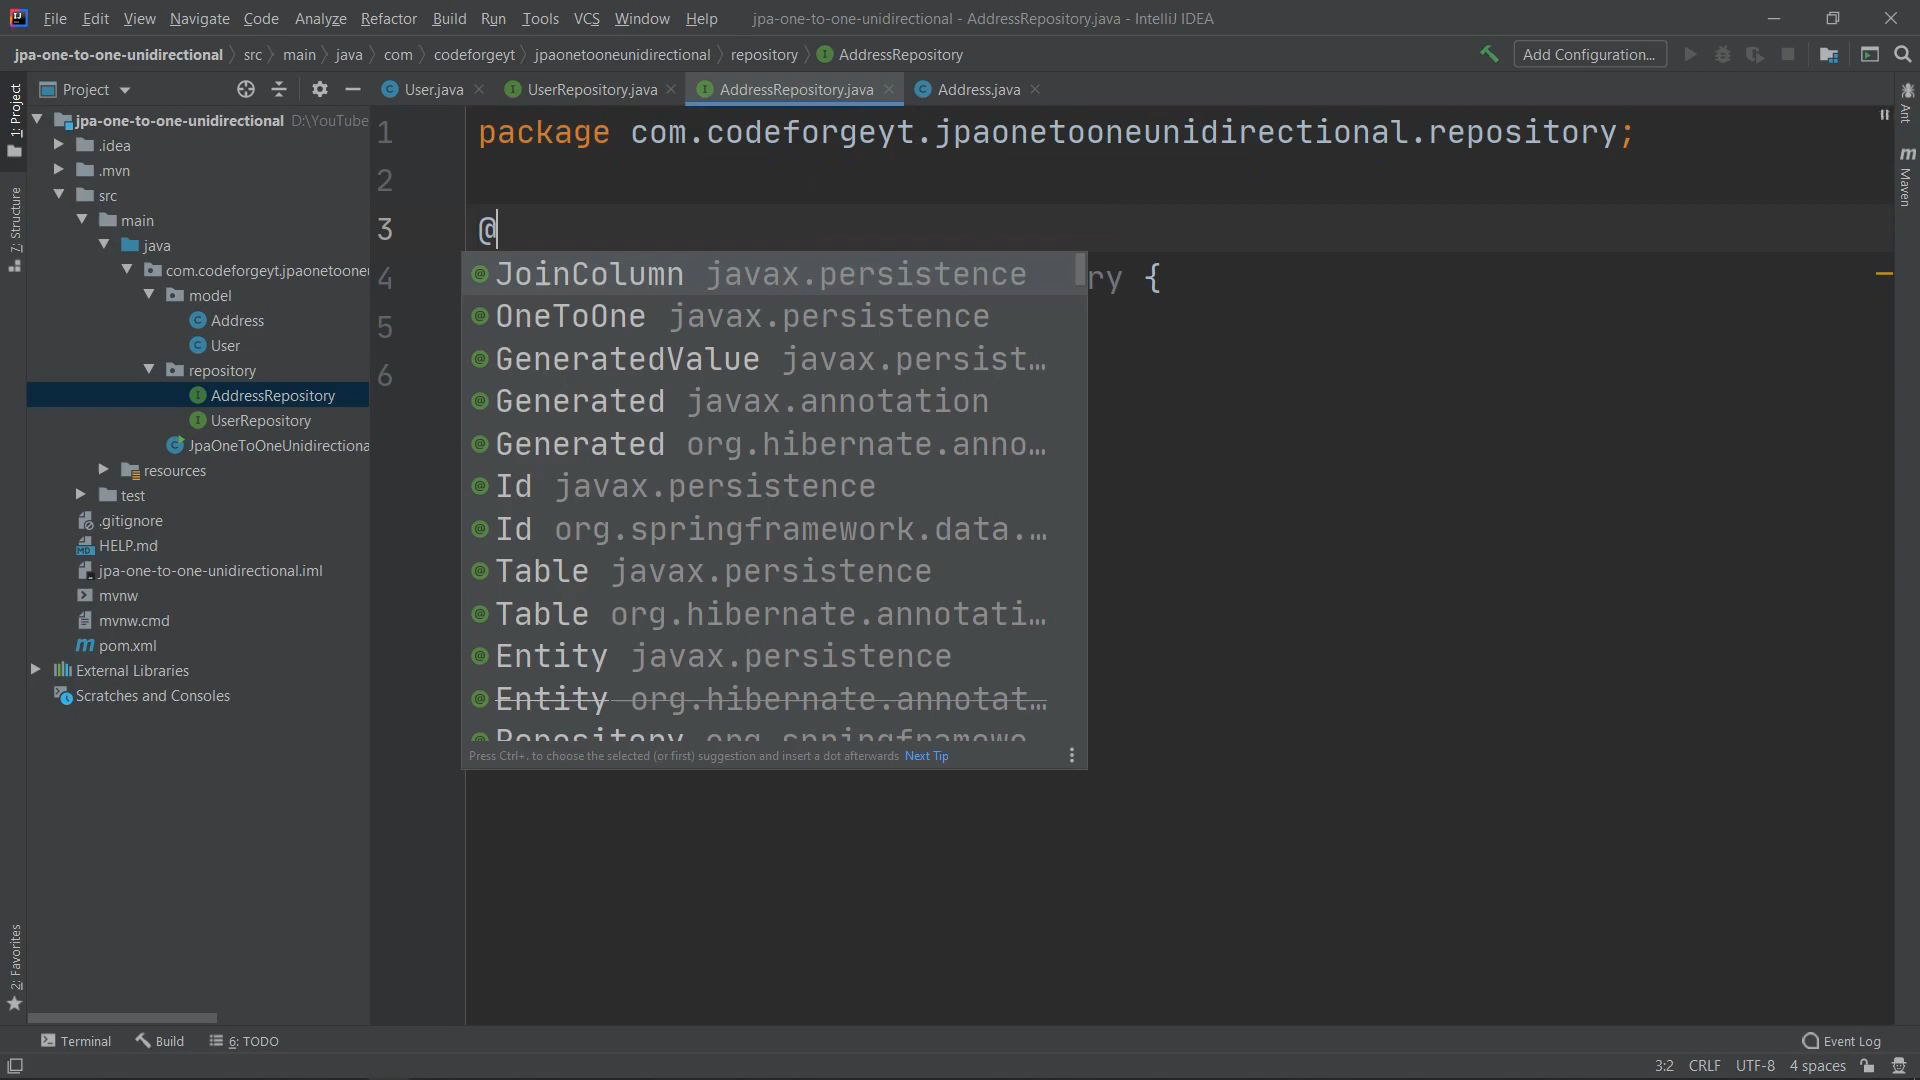 File Edit View Navigate Code Analyze Refactor Build Run Tools VCS Window Help jpa-one-to-one-unidirectional - AddressRepository.java - IntelliJ IDEA
jpa-one-to-one-unidirectional src main java com codeforgeyt jpaonetooneunidirectional repository AddressRepository Add Configuration...
Project User.java UserRepository.java AddressRepository.java Address.java
1: Project
7: Structure
2: Favorites
Ant
Maven
jpa-one-to-one-unidirectional D:\YouTube
.idea
.mvn
src
main
java
com.codeforgeyt.jpaonetoone
model
Address
User
repository
AddressRepository
UserRepository
JpaOneToOneUnidirectiona
resources
test
.gitignore
HELP.md
jpa-one-to-one-unidirectional.iml
mvnw
mvnw.cmd
pom.xml
External Libraries
Scratches and Consoles
1 package com.codeforgeyt.jpaonetooneunidirectional.repository;
2
3 @
4 ry {
5
6
JoinColumn javax.persistence
OneToOne javax.persistence
GeneratedValue javax.persist…
Generated javax.annotation
Generated org.hibernate.anno…
Id javax.persistence
Id org.springframework.data.…
Table javax.persistence
Table org.hibernate.annotati…
Entity javax.persistence
Entity org.hibernate.annotat…
Repository org.springframewo
Press Ctrl+. to choose the selected (or first) suggestion and insert a dot afterwards Next Tip
Terminal Build 6: TODO Event Log
3:2 CRLF UTF-8 4 spaces